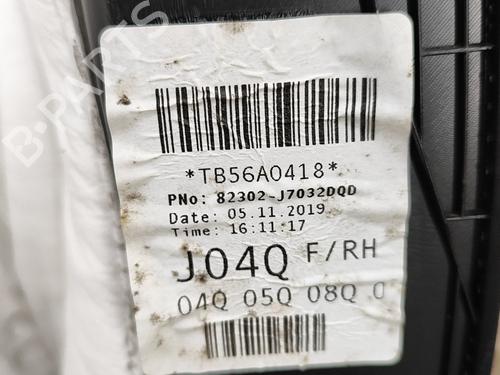 B-PARTS
*TB56A0418*
PNo: 82302-J7032DQD
Date: 05.11.2019
Time: 16:11:17
J04Q F/RH
04Q 05Q 08Q 0